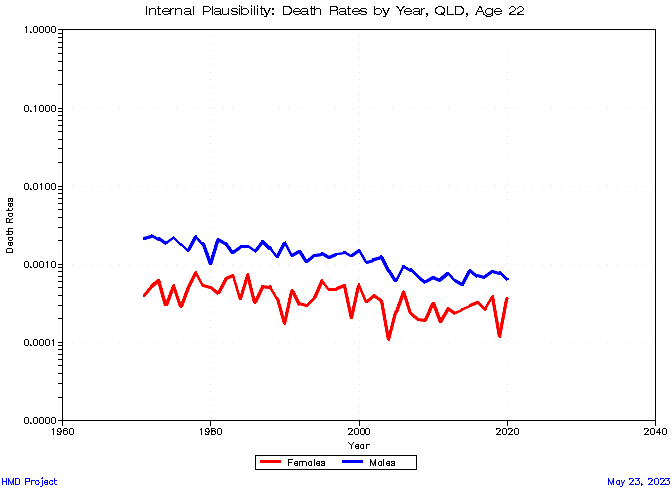 Internal Plausibility: Death Rates by Year, QLD, Age 22
1.0000
0.1000
0.0100
0.0010
0.0001
0.0000
Death Rates
1960
1980
2000
2020
2040
Year
Females
Males
HMD Project
May 23, 2023